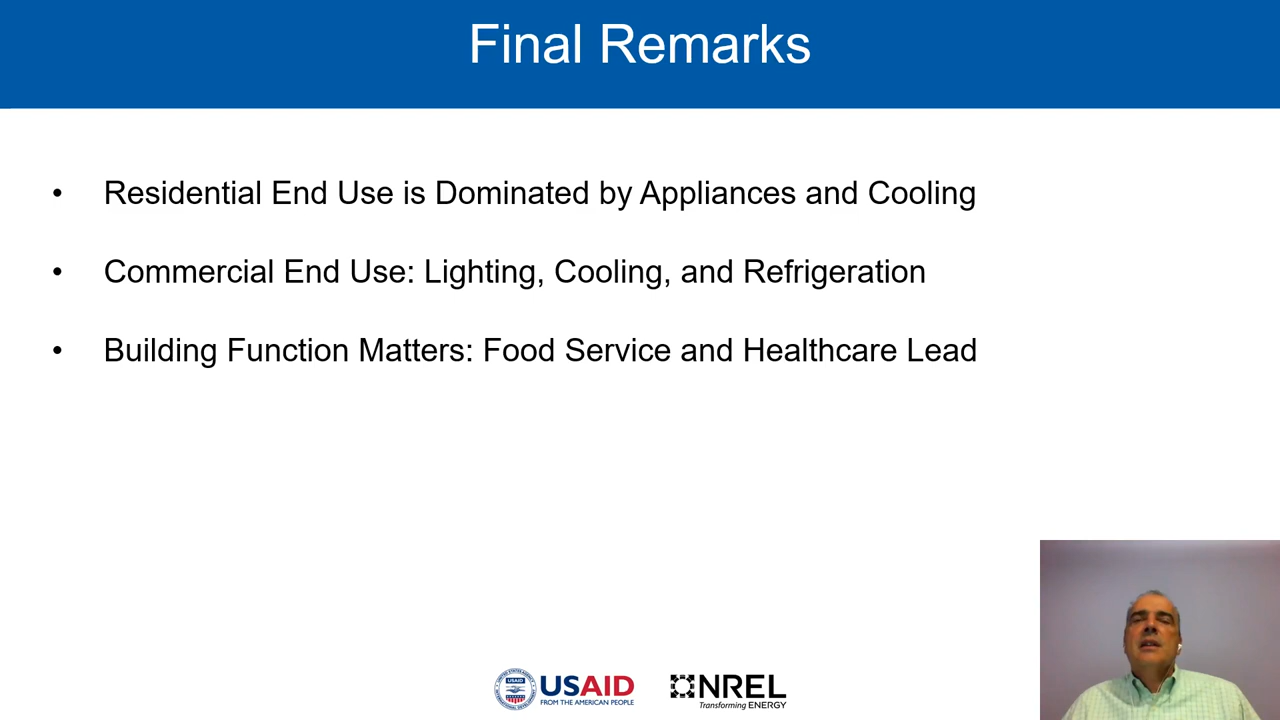 Final Remarks
• Residential End Use is Dominated by Appliances and Cooling
• Commercial End Use: Lighting, Cooling, and Refrigeration
• Building Function Matters: Food Service and Healthcare Lead
USAID
USAID
FROM THE AMERICAN PEOPLE
NREL
Transforming ENERGY